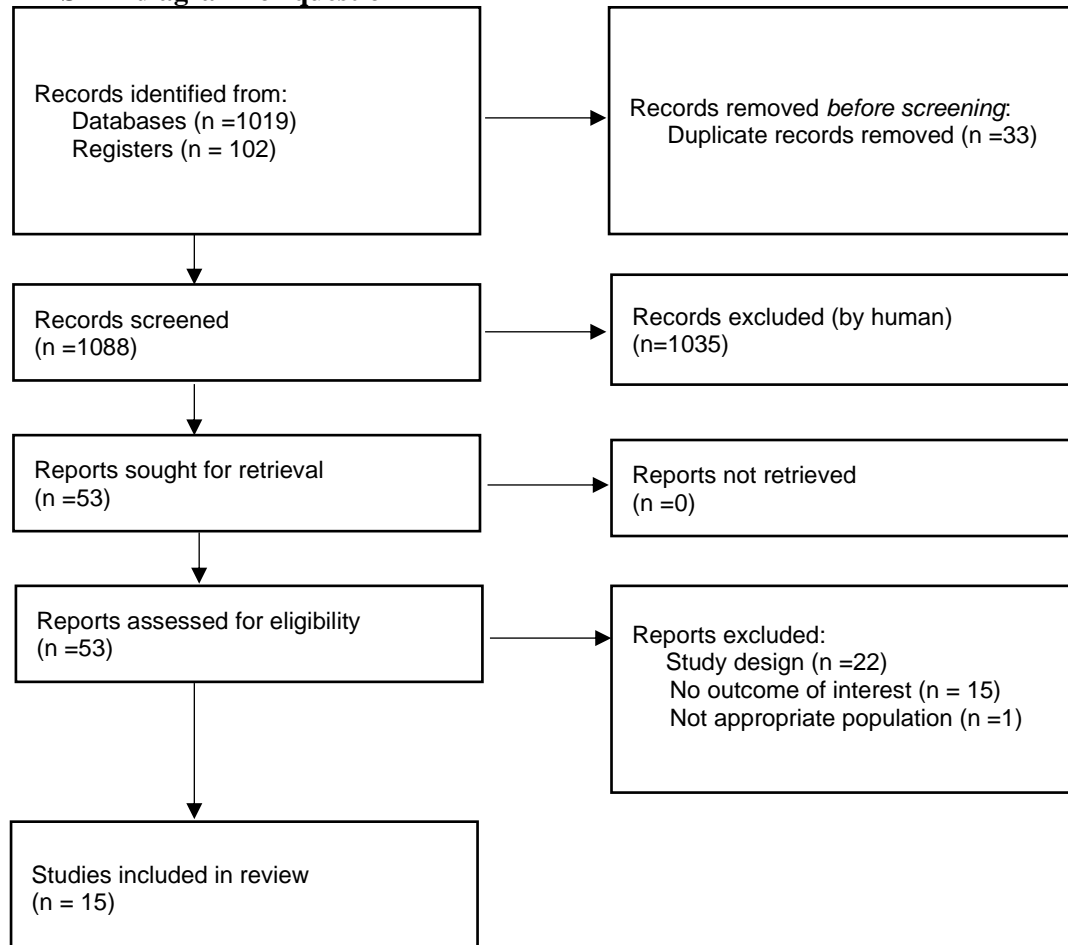 Records identified from:
Databases (n =1019)
Registers (n = 102)
Records removed before screening:
Duplicate records removed (n =33)
Records screened
(n =1088)
Records excluded (by human)
(n=1035)
Reports sought for retrieval
(n =53)
Reports not retrieved
(n =0)
Reports assessed for eligibility
(n =53)
Reports excluded:
Study design (n =22)
No outcome of interest (n = 15)
Not appropriate population (n =1)
Studies included in review
(n = 15)